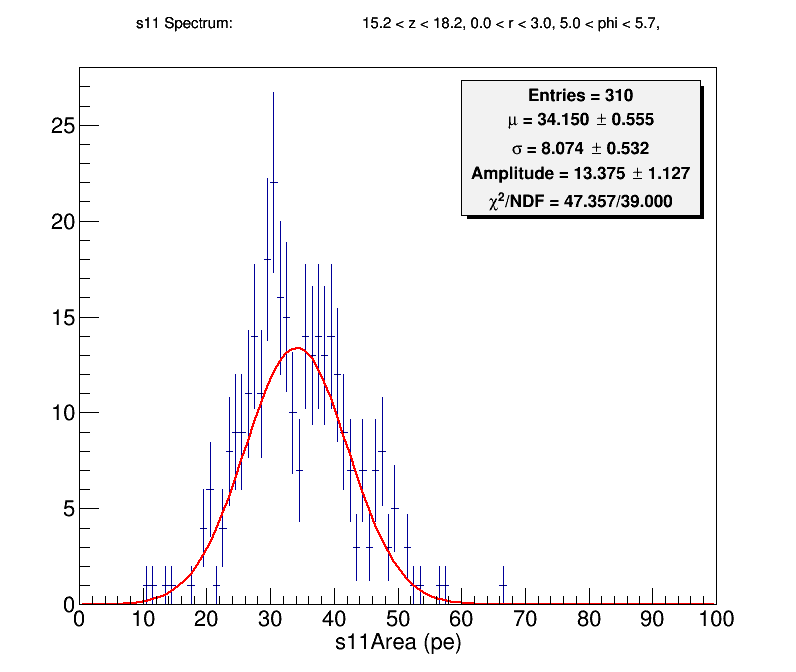 s11 Spectrum: 15.2 < z < 18.2, 0.0 < r < 3.0, 5.0 < phi < 5.7,
Entries = 310
μ = 34.150 ± 0.555
σ = 8.074 ± 0.532
Amplitude = 13.375 ± 1.127
χ²/NDF = 47.357/39.000
25
20
15
10
5
0
0 10 20 30 40 50 60 70 80 90 100
s11Area (pe)